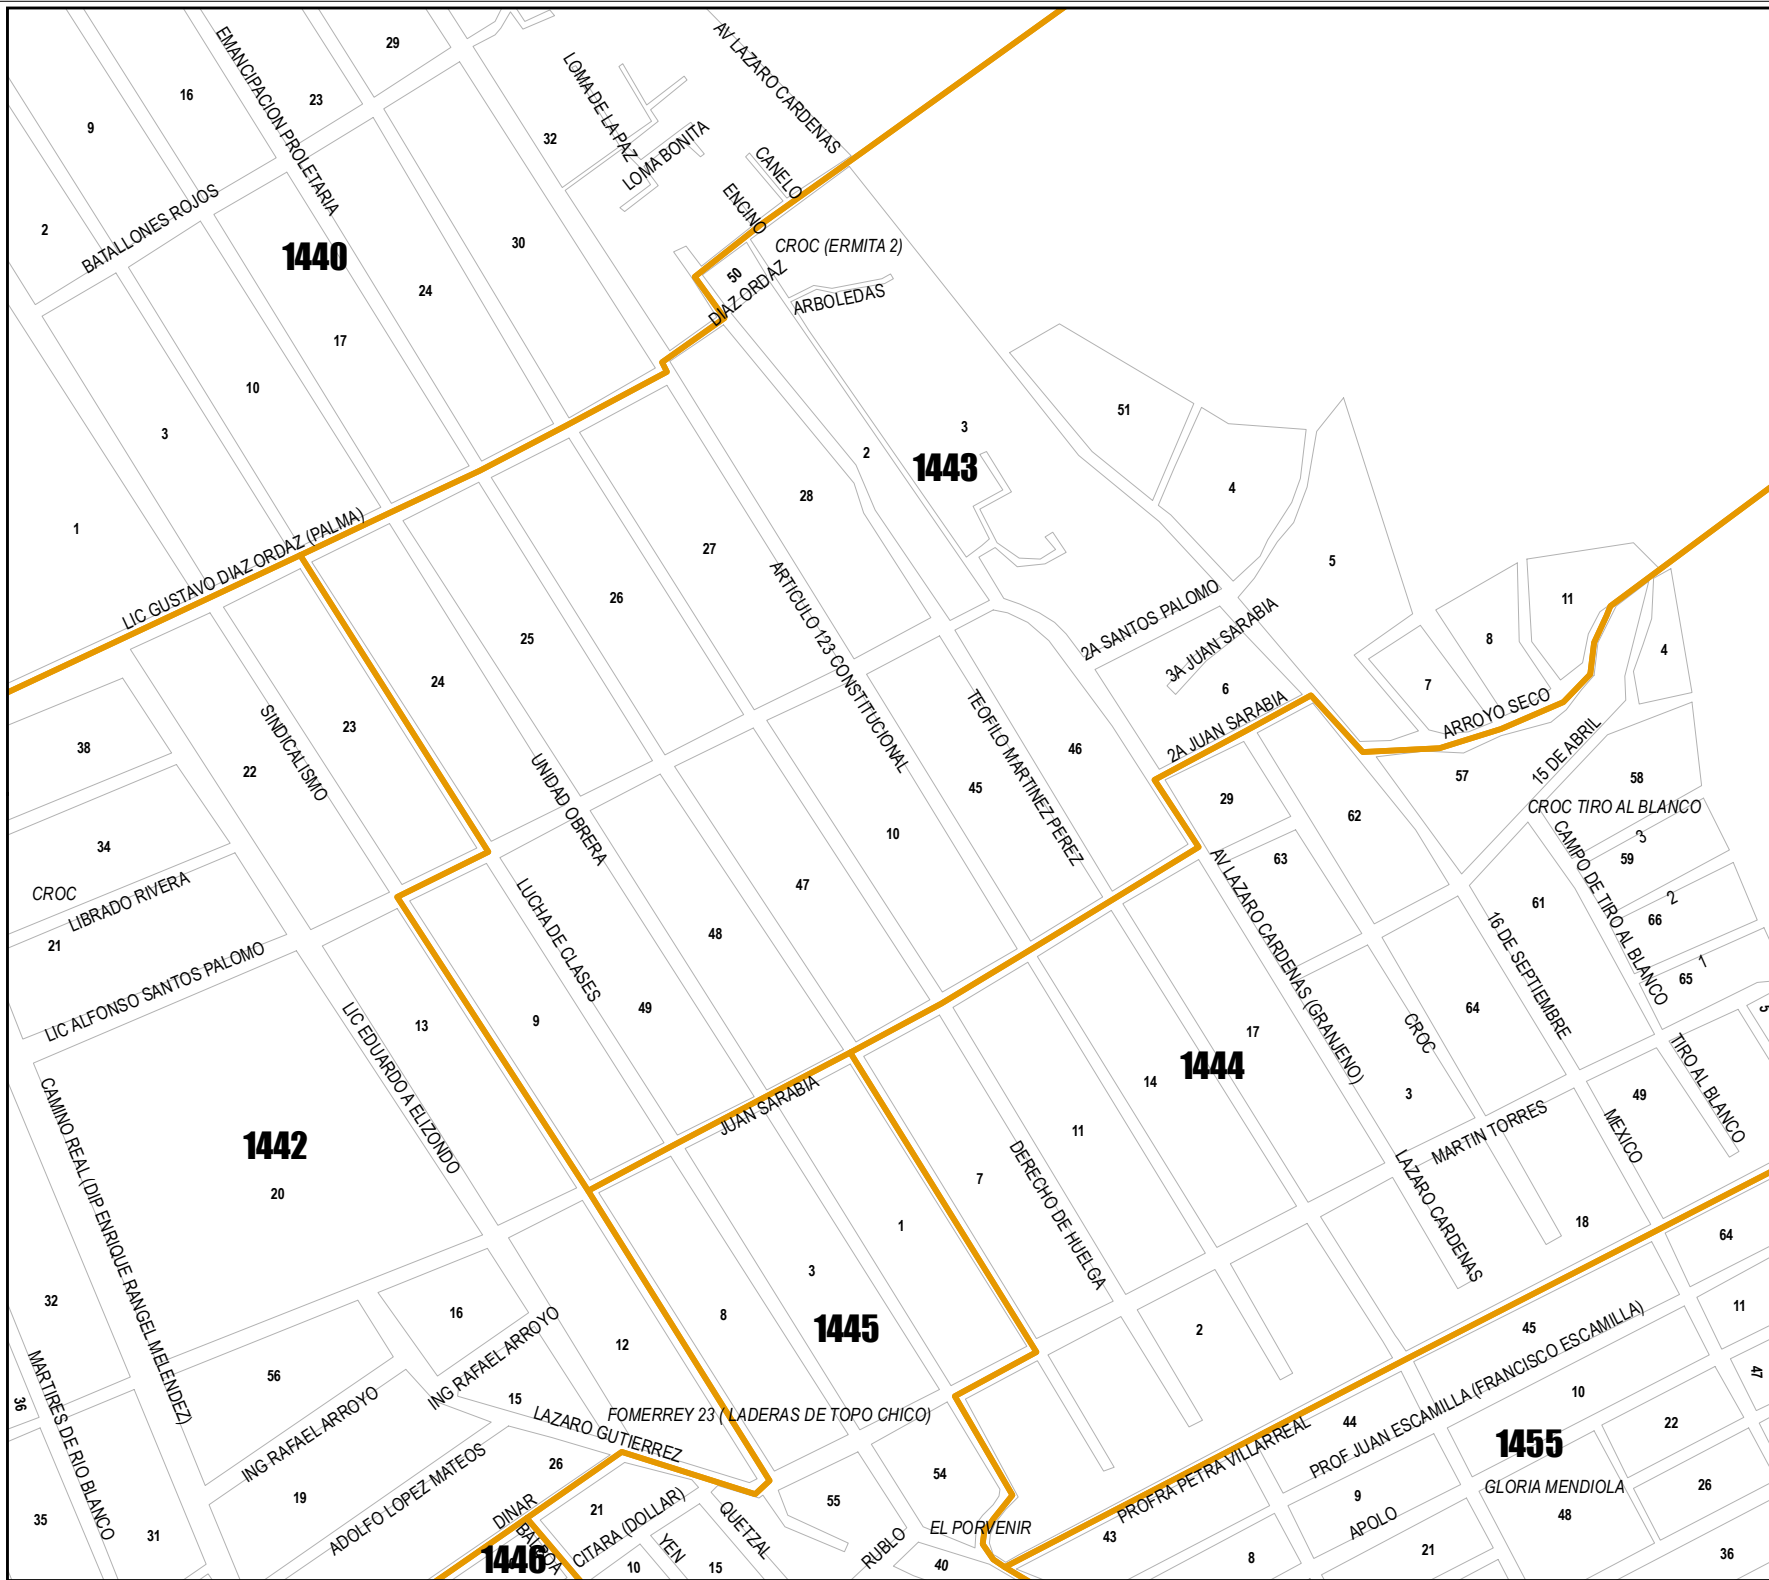 29
16
EMANCIPACION PROLETARIA
23
9
AV LAZARO CARDENAS
LOMA DE LA PAZ
32
LOMA BONITA
CANELO
ENCINO
BATALLONES ROJOS
2
1440
30
CROC (ERMITA 2)
50
DIAZ ORDAZ
24
ARBOLEDAS
17
10
3
51
3
2
1443
4
28
1
LIC GUSTAVO DIAZ ORDAZ (PALMA)
27
ARTICULO 123 CONSTITUCIONAL
5
26
2A SANTOS PALOMO
3A JUAN SARABIA
11
25
8
4
24
6
7
TEOFILO MARTINEZ PEREZ
2A JUAN SARABIA
ARROYO SECO
SINDICALISMO
23
38
22
46
15 DE ABRIL
57
58
UNIDAD OBRERA
45
29
CROC TIRO AL BLANCO
62
10
34
CAMPO DE TIRO AL BLANCO
3
59
63
AV LAZARO CARDENAS (GRANJENO)
CROC
LIBRADO RIVERA
LUCHA DE CLASES
47
61
2
66
21
48
16 DE SEPTIEMBRE
1
65
LIC ALFONSO SANTOS PALOMO
49
9
13
LIC EDUARDO A ELIZONDO
64
5
17
CROC
1444
14
TIRO AL BLANCO
CAMINO REAL (DIP ENRIQUE RANGEL MELENDEZ)
JUAN SARABIA
3
49
MEXICO
MARTIN TORRES
1442
11
20
DERECHO DE HUELGA
7
LAZARO CARDENAS
1
18
64
3
32
16
11
8
1445
2
45
ING RAFAEL ARROYO
12
MARTIRES DE RIO BLANCO
56
PROF JUAN ESCAMILLA (FRANCISCO ESCAMILLA)
47
36
15
10
ING RAFAEL ARROYO
LAZARO GUTIERREZ
FOMERREY 23 ( LADERAS DE TOPO CHICO)
44
22
1455
26
ADOLFO LOPEZ MATEOS
54
PROFRA PETRA VILLARREAL
GLORIA MENDIOLA
26
19
55
9
DINAR
21
CITARA (DOLLAR)
QUETZAL
48
35
31
BALBOA
EL PORVENIR
APOLO
43
1446
YEN
RUBLO
10
15
40
8
21
36